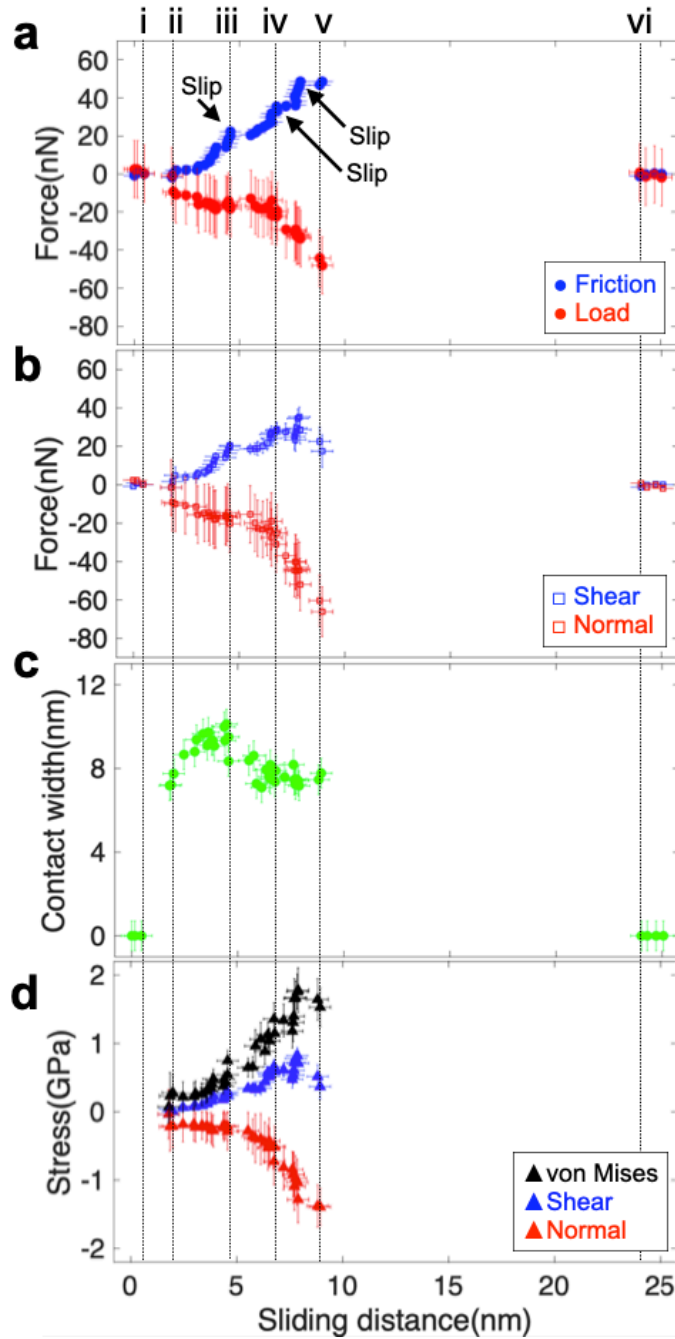 i ii iii iv v vi
a
60
40
20
0
-20
-40
-60
-80
Force(nN)
Slip
Slip
Slip
Friction
Load
b
60
40
20
0
-20
-40
-60
-80
Force(nN)
Shear
Normal
c
12
8
4
0
Contact width(nm)
d
2
1
0
-1
-2
Stress(GPa)
von Mises
Shear
Normal
0 5 10 15 20 25
Sliding distance(nm)